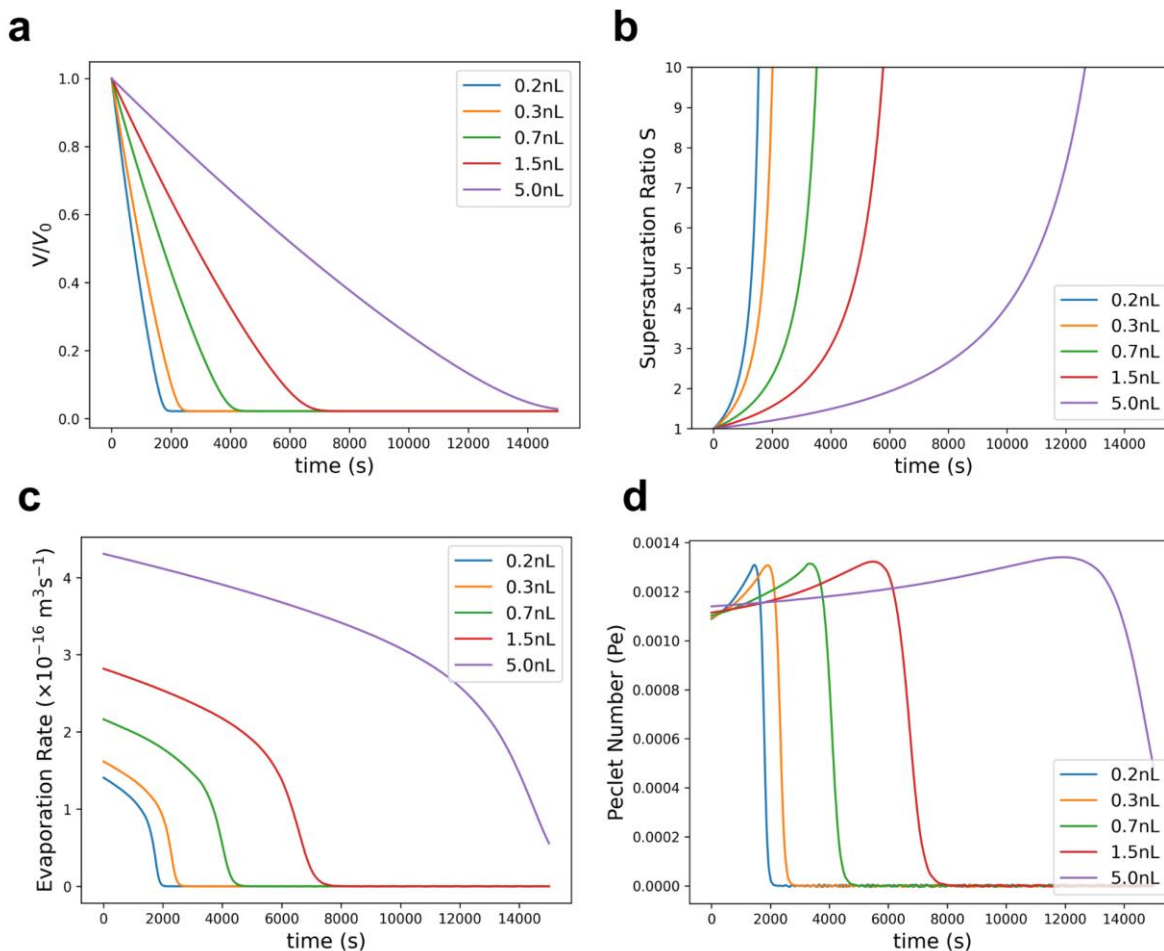 a
V/V₀
1.0
0.8
0.6
0.4
0.2
0.0
0 2000 4000 6000 8000 10000 12000 14000
time (s)
0.2nL
0.3nL
0.7nL
1.5nL
5.0nL
b
Supersaturation Ratio S
10
9
8
7
6
5
4
3
2
1
0 2000 4000 6000 8000 10000 12000 14000
time (s)
0.2nL
0.3nL
0.7nL
1.5nL
5.0nL
c
Evaporation Rate (×10⁻¹⁶ m³s⁻¹)
4
3
2
1
0
0 2000 4000 6000 8000 10000 12000 14000
time (s)
0.2nL
0.3nL
0.7nL
1.5nL
5.0nL
d
Peclet Number (Pe)
0.0014
0.0012
0.0010
0.0008
0.0006
0.0004
0.0002
0.0000
0 2000 4000 6000 8000 10000 12000 14000
time (s)
0.2nL
0.3nL
0.7nL
1.5nL
5.0nL